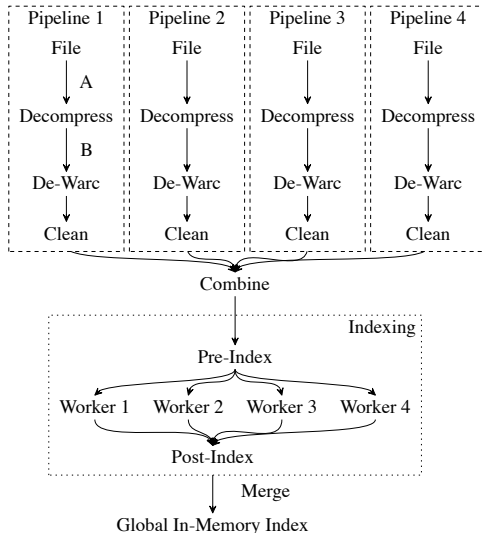 Pipeline 1 Pipeline 2 Pipeline 3 Pipeline 4
File File File File
A
Decompress Decompress Decompress Decompress
B
De-Warc De-Warc De-Warc De-Warc
Clean Clean Clean Clean
Combine
Indexing
Pre-Index
Worker 1 Worker 2 Worker 3 Worker 4
Post-Index
Merge
Global In-Memory Index